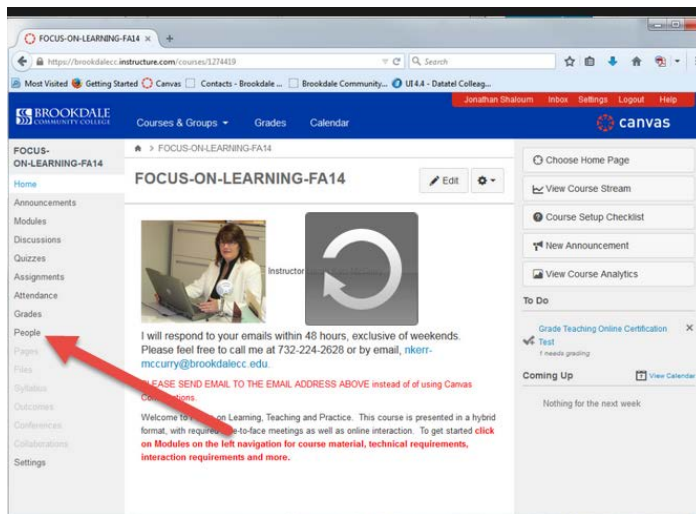 FOCUS-ON-LEARNING-FA14 × +
https://brookdalecc.instructure.com/courses/1274419
Search
Most Visited Getting Started Canvas Contacts - Brookdale ... Brookdale Community... UI 4.4 - Datatel Colleag...
Jonathan Shaloum Inbox Settings Logout Help
BROOKDALE
COMMUNITY COLLEGE
Courses & Groups Grades Calendar
canvas
FOCUS-
ON-LEARNING-FA14
> FOCUS-ON-LEARNING-FA14
FOCUS-ON-LEARNING-FA14
Edit
Home
Announcements
Modules
Discussions
Quizzes
Assignments
Attendance
Grades
People
Pages
Files
Syllabus
Outcomes
Conferences
Collaborations
Settings
Instructor
I will respond to your emails within 48 hours, exclusive of weekends.
Please feel free to call me at 732-224-2628 or by email, nkerr-
mccurry@brookdalecc.edu.
PLEASE SEND EMAIL TO THE EMAIL ADDRESS ABOVE instead of of using Canvas
Welcome to on Learning, Teaching and Practice. This course is presented in a hybrid
format, with required -to-face meetings as well as online interaction. To get started click
on Modules on the left navigation for course material, technical requirements,
interaction requirements and more.
Choose Home Page
View Course Stream
Course Setup Checklist
New Announcement
View Course Analytics
To Do
Grade Teaching Online Certification
Test
1 needs grading
Coming Up View Calendar
Nothing for the next week